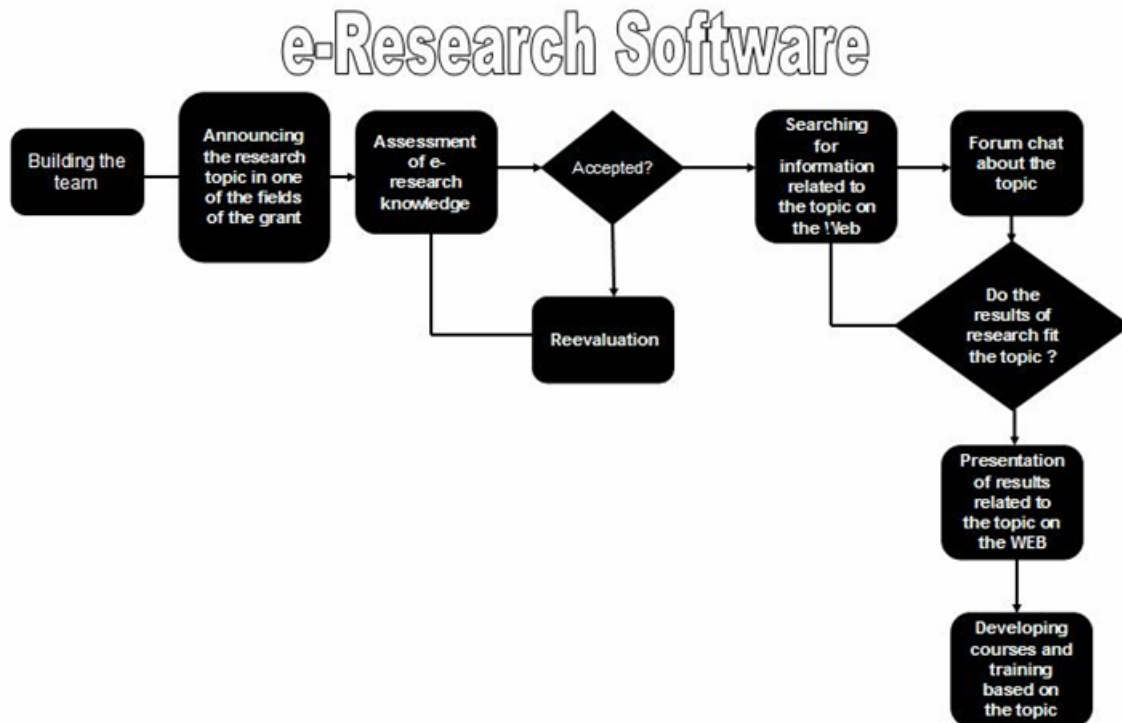 e-Research Software
Building the
team
Announcing
the research
topic in one
of the fields
of the grant
Assessment
of e-
research
knowledge
Accepted?
Searching
for
information
related to
the topic on
the Web
Forum chat
about the
topic
Reevaluation
Do the
results of
research fit
the topic ?
Presentation
of results
related to
the topic on
the WEB
Developing
courses and
training
based on
the topic